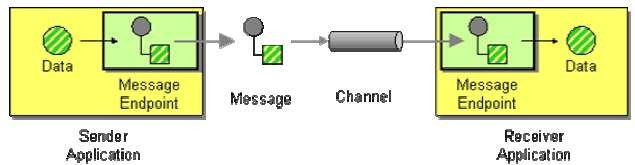 Data
Message
Endpoint
Sender
Application
Message
Channel
Message
Endpoint
Data
Receiver
Application